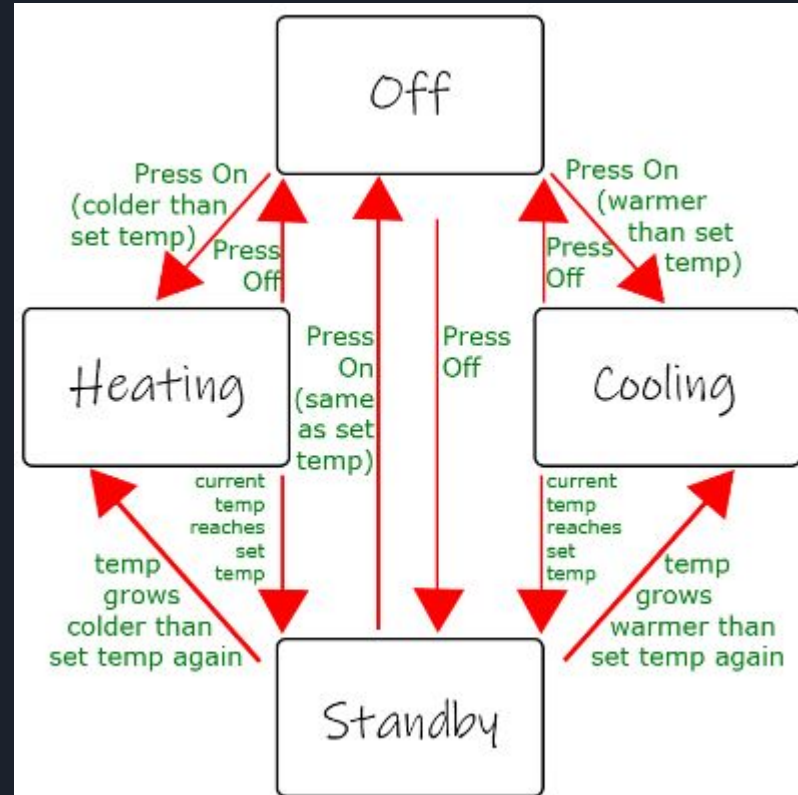 Off
Press On
(colder than
set temp)
Press On
(warmer
than set
temp)
Press
Off
Press
Off
Heating
Press
On
(same
as set
temp)
Press
Off
Cooling
current
temp
reaches
set
temp
current
temp
reaches
set
temp
temp
grows
colder than
set temp again
temp
grows
warmer than
set temp again
Standby